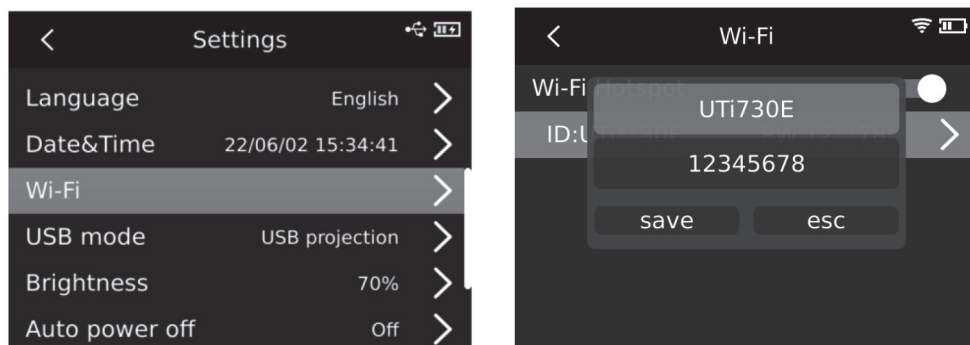 Settings
Language English
Date&Time 22/06/02 15:34:41
Wi-Fi
USB mode USB projection
Brightness 70%
Auto power off Off
Wi-Fi
Wi-Fi Hotspot
ID:U
UTi730E
12345678
save esc